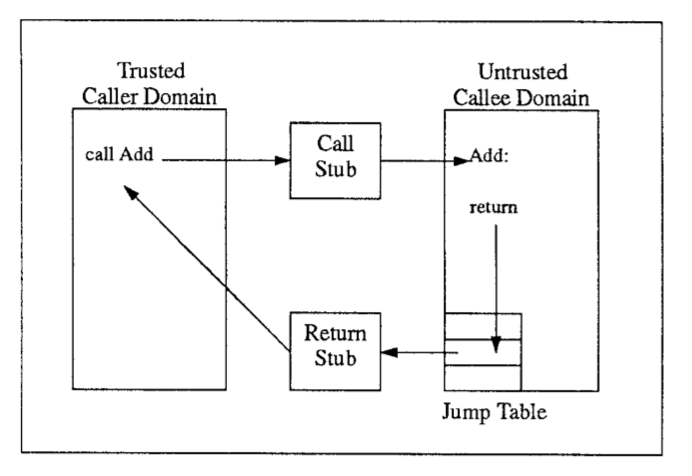 Trusted
Caller Domain
Untrusted
Callee Domain
call Add
Call
Stub
Add:
return
Return
Stub
Jump Table